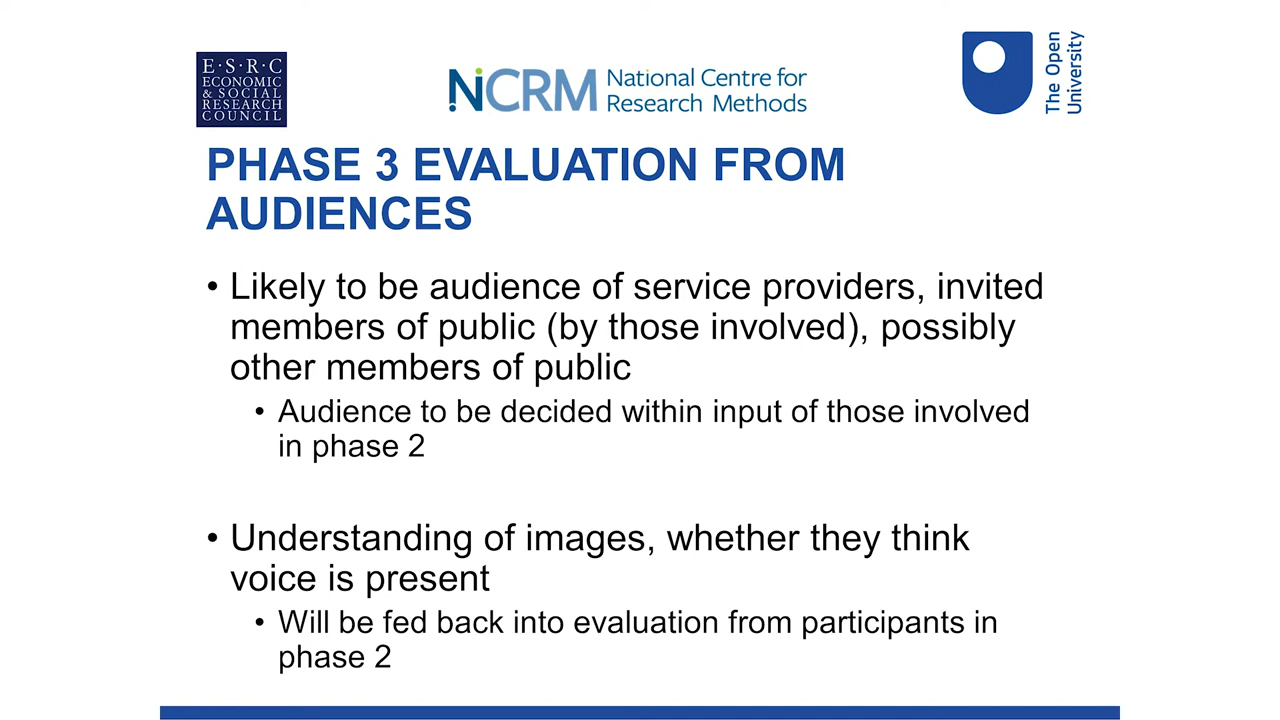 E·S·R·C
ECONOMIC
& SOCIAL
RESEARCH
COUNCIL
NCRM National Centre for
Research Methods
The Open
University
PHASE 3 EVALUATION FROM
AUDIENCES
• Likely to be audience of service providers, invited
members of public (by those involved), possibly
other members of public
• Audience to be decided within input of those involved
in phase 2
• Understanding of images, whether they think
voice is present
• Will be fed back into evaluation from participants in
phase 2